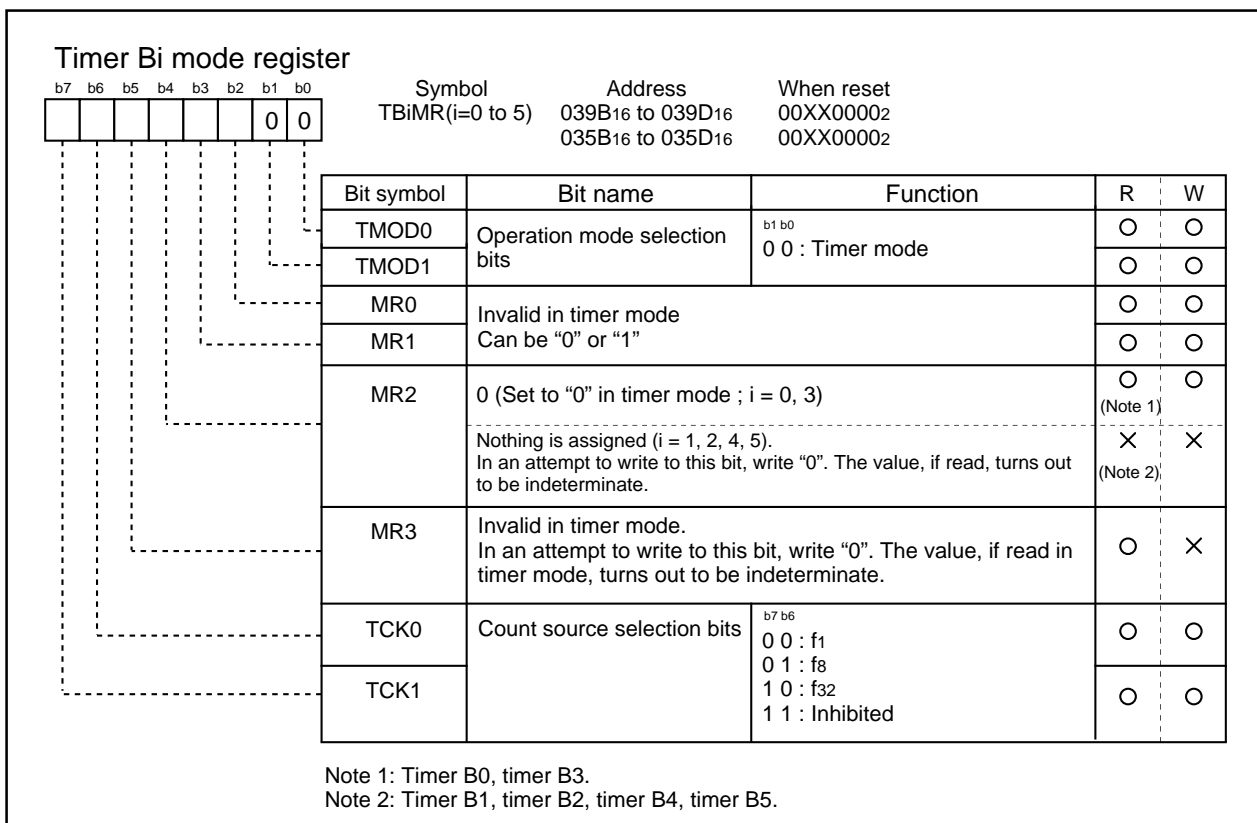 Timer Bi mode register
b7 b6 b5 b4 b3 b2 b1 b0
0 0
Symbol Address When reset
TBiMR(i=0 to 5) 039B16 to 039D16 00XX00002
035B16 to 035D16 00XX00002
Bit symbol Bit name Function R W
TMOD0 Operation mode selection bits b1 b0
0 0 : Timer mode
TMOD1
MR0 Invalid in timer mode
MR1 Can be “0” or “1”
MR2 0 (Set to “0” in timer mode ; i = 0, 3) (Note 1)
Nothing is assigned (i = 1, 2, 4, 5).
In an attempt to write to this bit, write “0”. The value, if read, turns out
to be indeterminate. (Note 2)
MR3 Invalid in timer mode.
In an attempt to write to this bit, write “0”. The value, if read in
timer mode, turns out to be indeterminate.
TCK0 Count source selection bits b7 b6
0 0 : f1
0 1 : f8
TCK1 1 0 : f32
1 1 : Inhibited
Note 1: Timer B0, timer B3.
Note 2: Timer B1, timer B2, timer B4, timer B5.